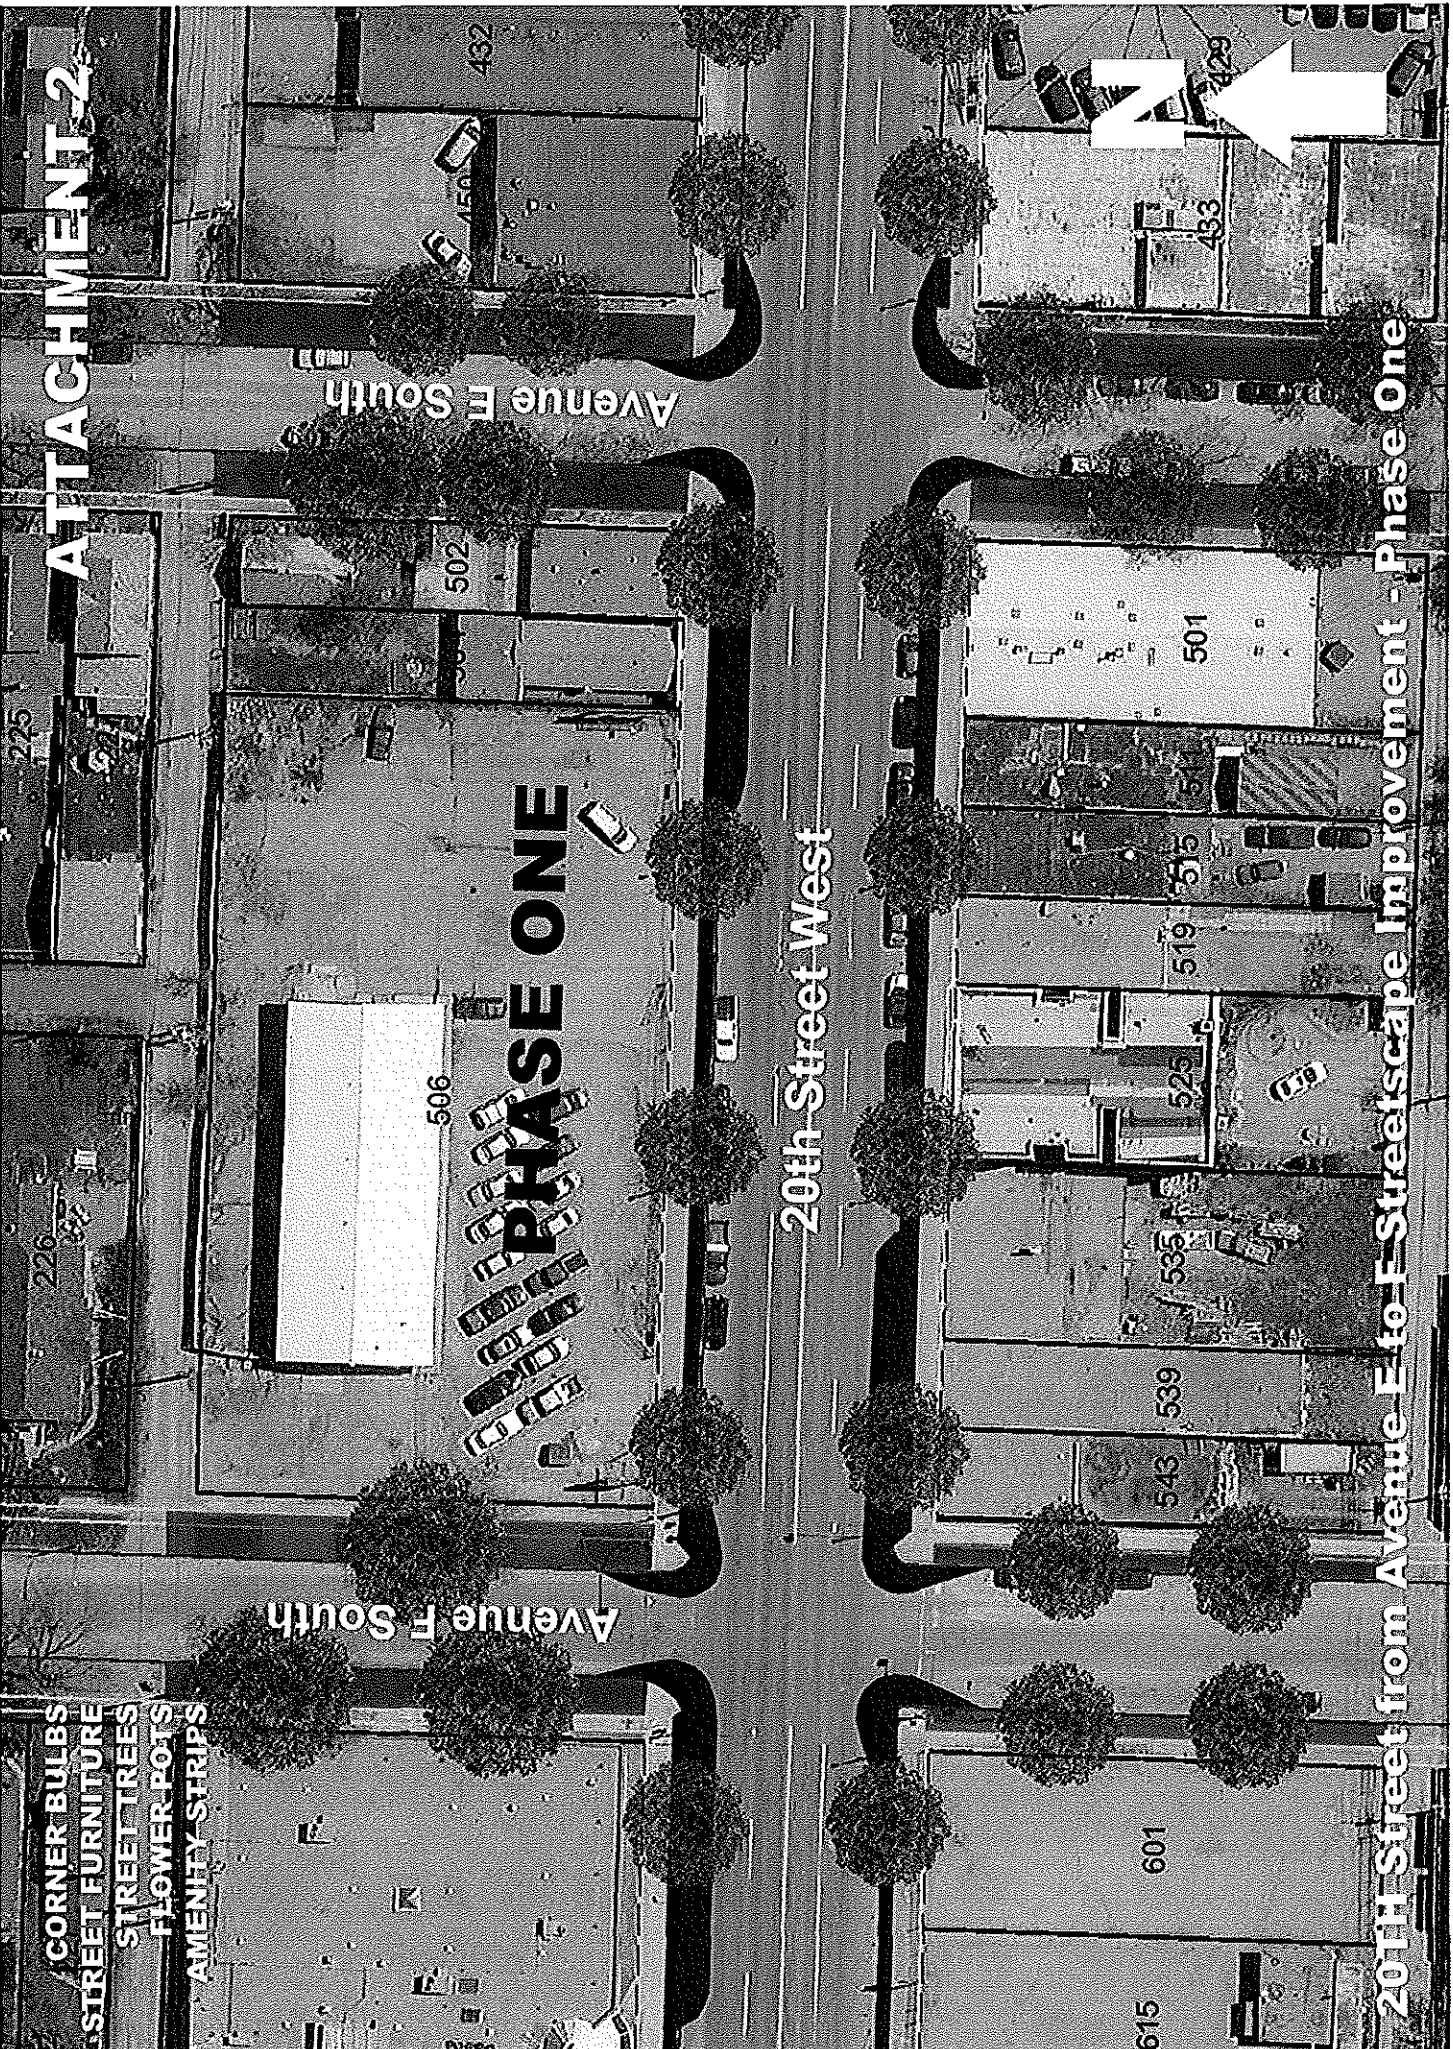 ATTACHMENT 2
CORNER BULBS
STREET FURNITURE
STREET TREES
FLOWER POTS
AMENITY STRIPS
225
226
432
450
502
506
PHASE ONE
Avenue E South
Avenue F South
20th Street West
N
429
433
501
515
519
525
535
539
543
601
615
20TH Street from Avenue E to F Streetscape Improvement - Phase One